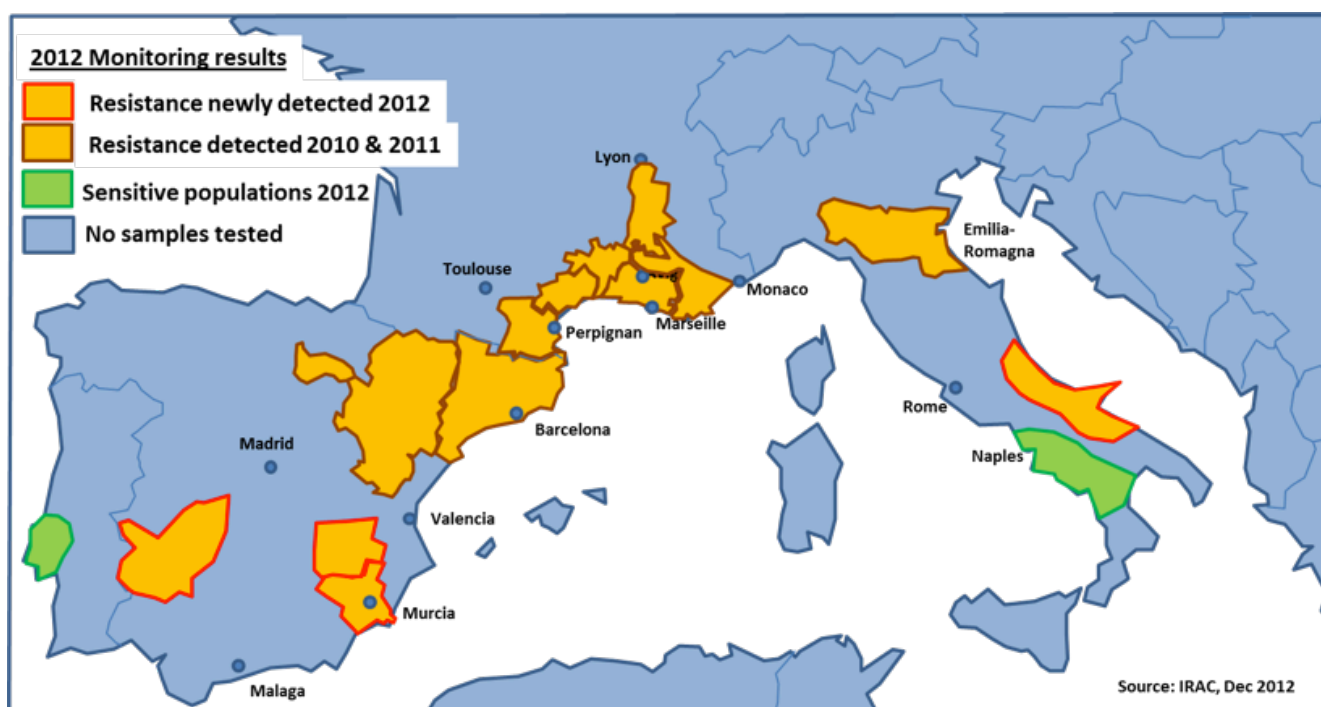 2012 Monitoring results
Resistance newly detected 2012
Resistance detected 2010 & 2011
Sensitive populations 2012
No samples tested
Lyon
Emilia-
Romagna
Toulouse
Monaco
Marseille
Perpignan
Rome
Barcelona
Madrid
Naples
Valencia
Murcia
Malaga
Source: IRAC, Dec 2012